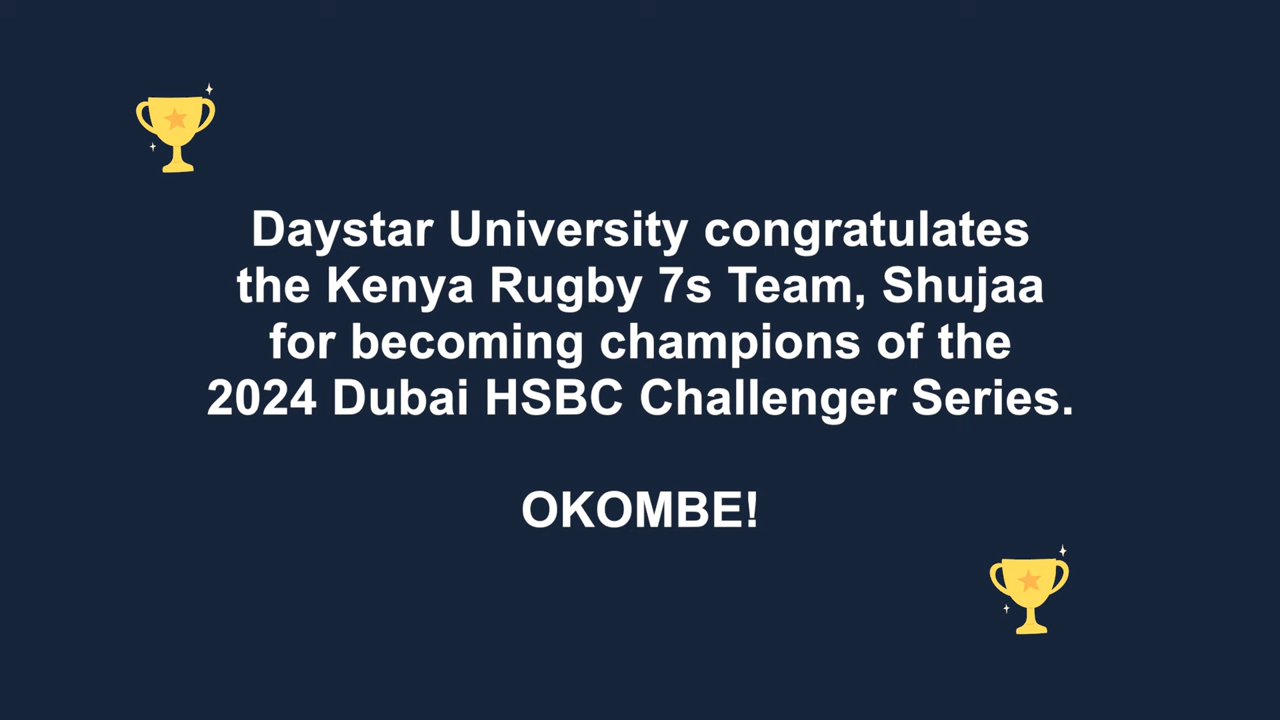 Daystar University congratulates
the Kenya Rugby 7s Team, Shujaa
for becoming champions of the
2024 Dubai HSBC Challenger Series.
OKOMBE!